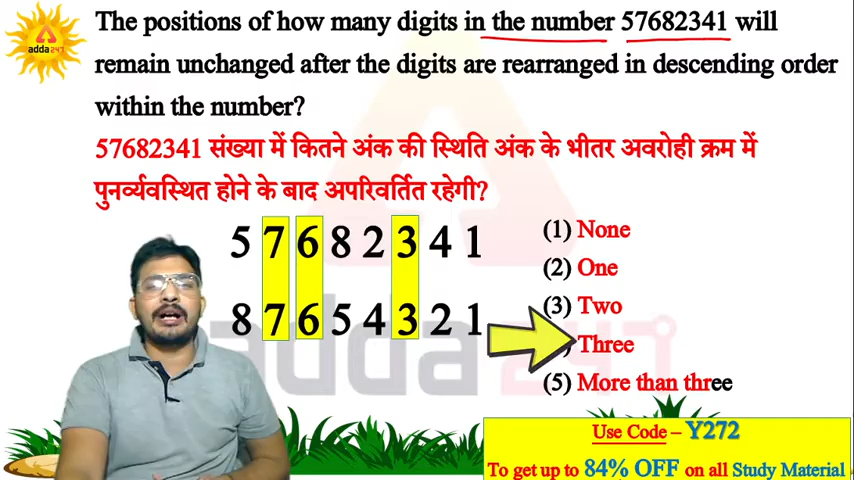 The positions of how many digits in the number 57682341 will
remain unchanged after the digits are rearranged in descending order
within the number?
57682341 संख्या में कितने अंक की स्थिति अंक के भीतर अवरोही क्रम में
पुनर्व्यवस्थित होने के बाद अपरिवर्तित रहेगी?
5 7 6 8 2 3 4 1
8 7 6 5 4 3 2 1
(1) None
(2) One
(3) Two
) Three
(5) More than three
Use Code – Y272
To get up to 84% OFF on all Study Material
adda247
adda247